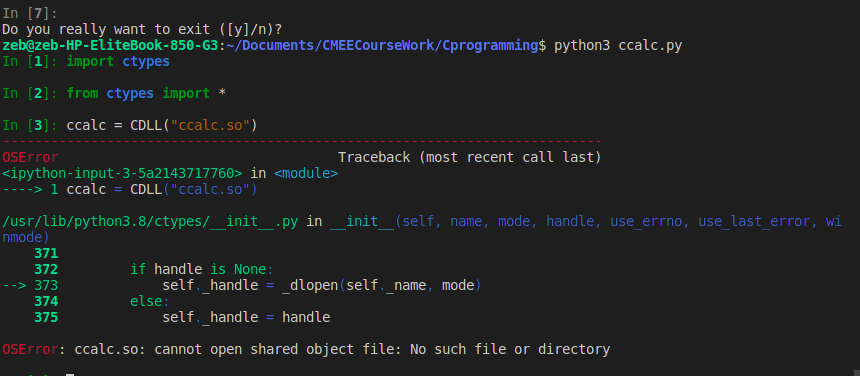 In [7]:
Do you really want to exit ([y]/n)?
zeb@zeb-HP-EliteBook-850-G3:~/Documents/CMEECourseWork/Cprogramming$ python3 ccalc.py
In [1]: import ctypes
In [2]: from ctypes import *
In [3]: ccalc = CDLL("ccalc.so")
---------------------------------------------------------------------------
OSError                                   Traceback (most recent call last)
<ipython-input-3-5a2143717760> in <module>
----> 1 ccalc = CDLL("ccalc.so")
/usr/lib/python3.8/ctypes/__init__.py in __init__(self, name, mode, handle, use_errno, use_last_error, wi
nmode)
    371
    372         if handle is None:
--> 373             self._handle = _dlopen(self._name, mode)
    374         else:
    375             self._handle = handle
OSError: ccalc.so: cannot open shared object file: No such file or directory